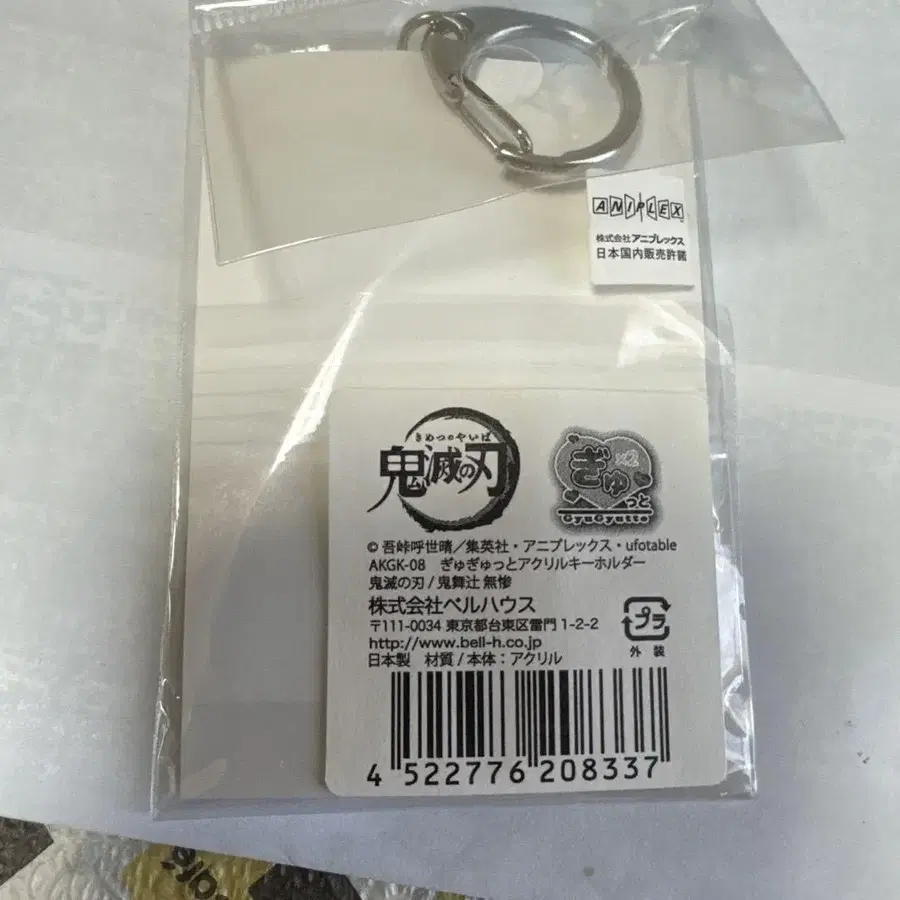 ANIPLEX
株式会社アニプレックス
日本国内販売許諾
きめつのやいば
鬼滅の刃
ぎゅ
×2
っと
GyuGyutto
© 吾峠呼世晴／集英社・アニプレックス・ufotable
AKGK-08 ぎゅぎゅっとアクリルキーホルダー
鬼滅の刃 / 鬼舞辻 無惨
株式会社ベルハウス
〒111-0034 東京都台東区雷門 1-2-2
http://www.bell-h.co.jp
日本製 材質 / 本体：アクリル
プラ
外装
4 522776 208337